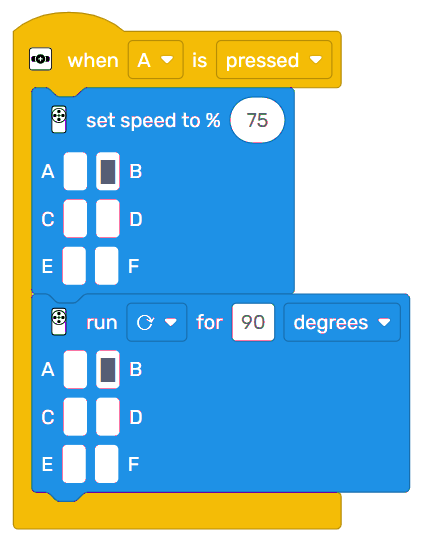 when A is pressed
set speed to % 75
A B
C D
E F
run for 90 degrees
A B
C D
E F